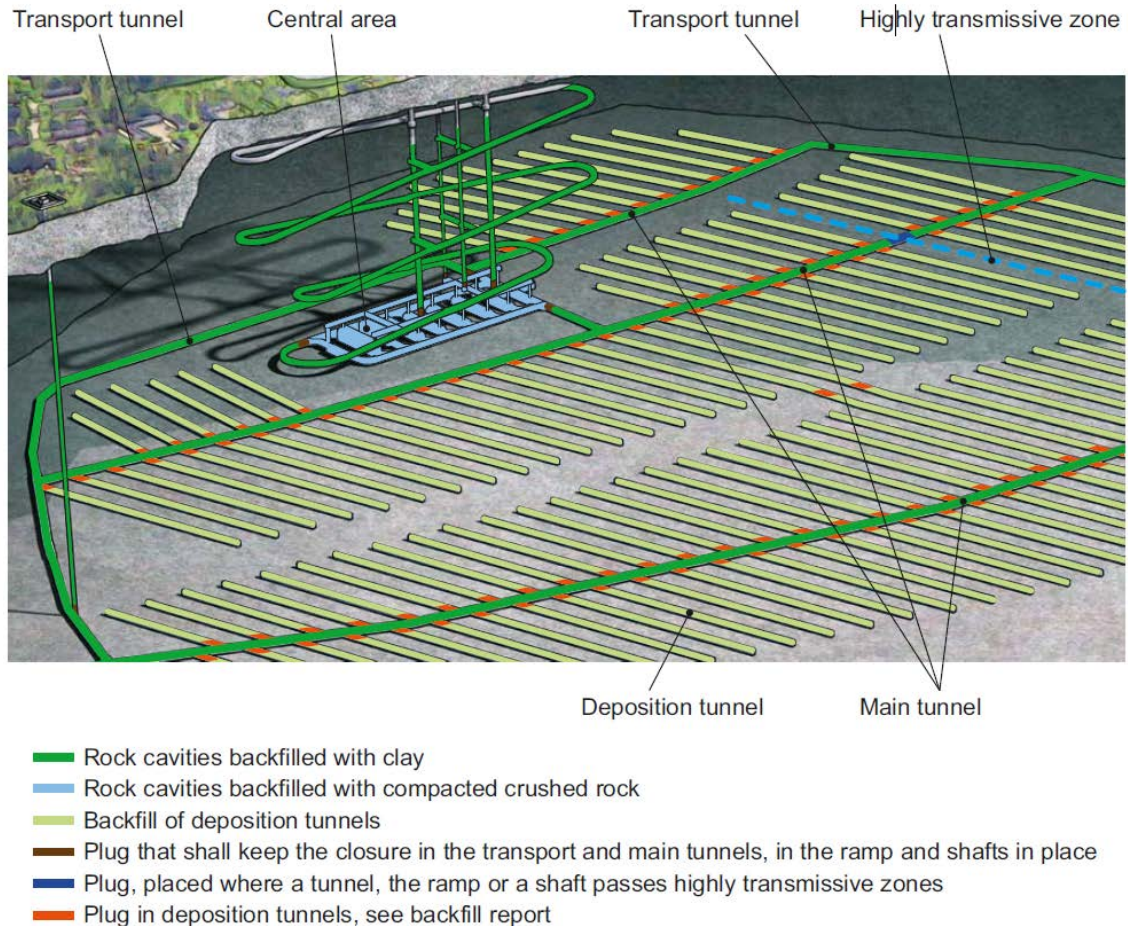 Transport tunnel
Central area
Transport tunnel
Highly transmissive zone
Deposition tunnel
Main tunnel
Rock cavities backfilled with clay
Rock cavities backfilled with compacted crushed rock
Backfill of deposition tunnels
Plug that shall keep the closure in the transport and main tunnels, in the ramp and shafts in place
Plug, placed where a tunnel, the ramp or a shaft passes highly transmissive zones
Plug in deposition tunnels, see backfill report